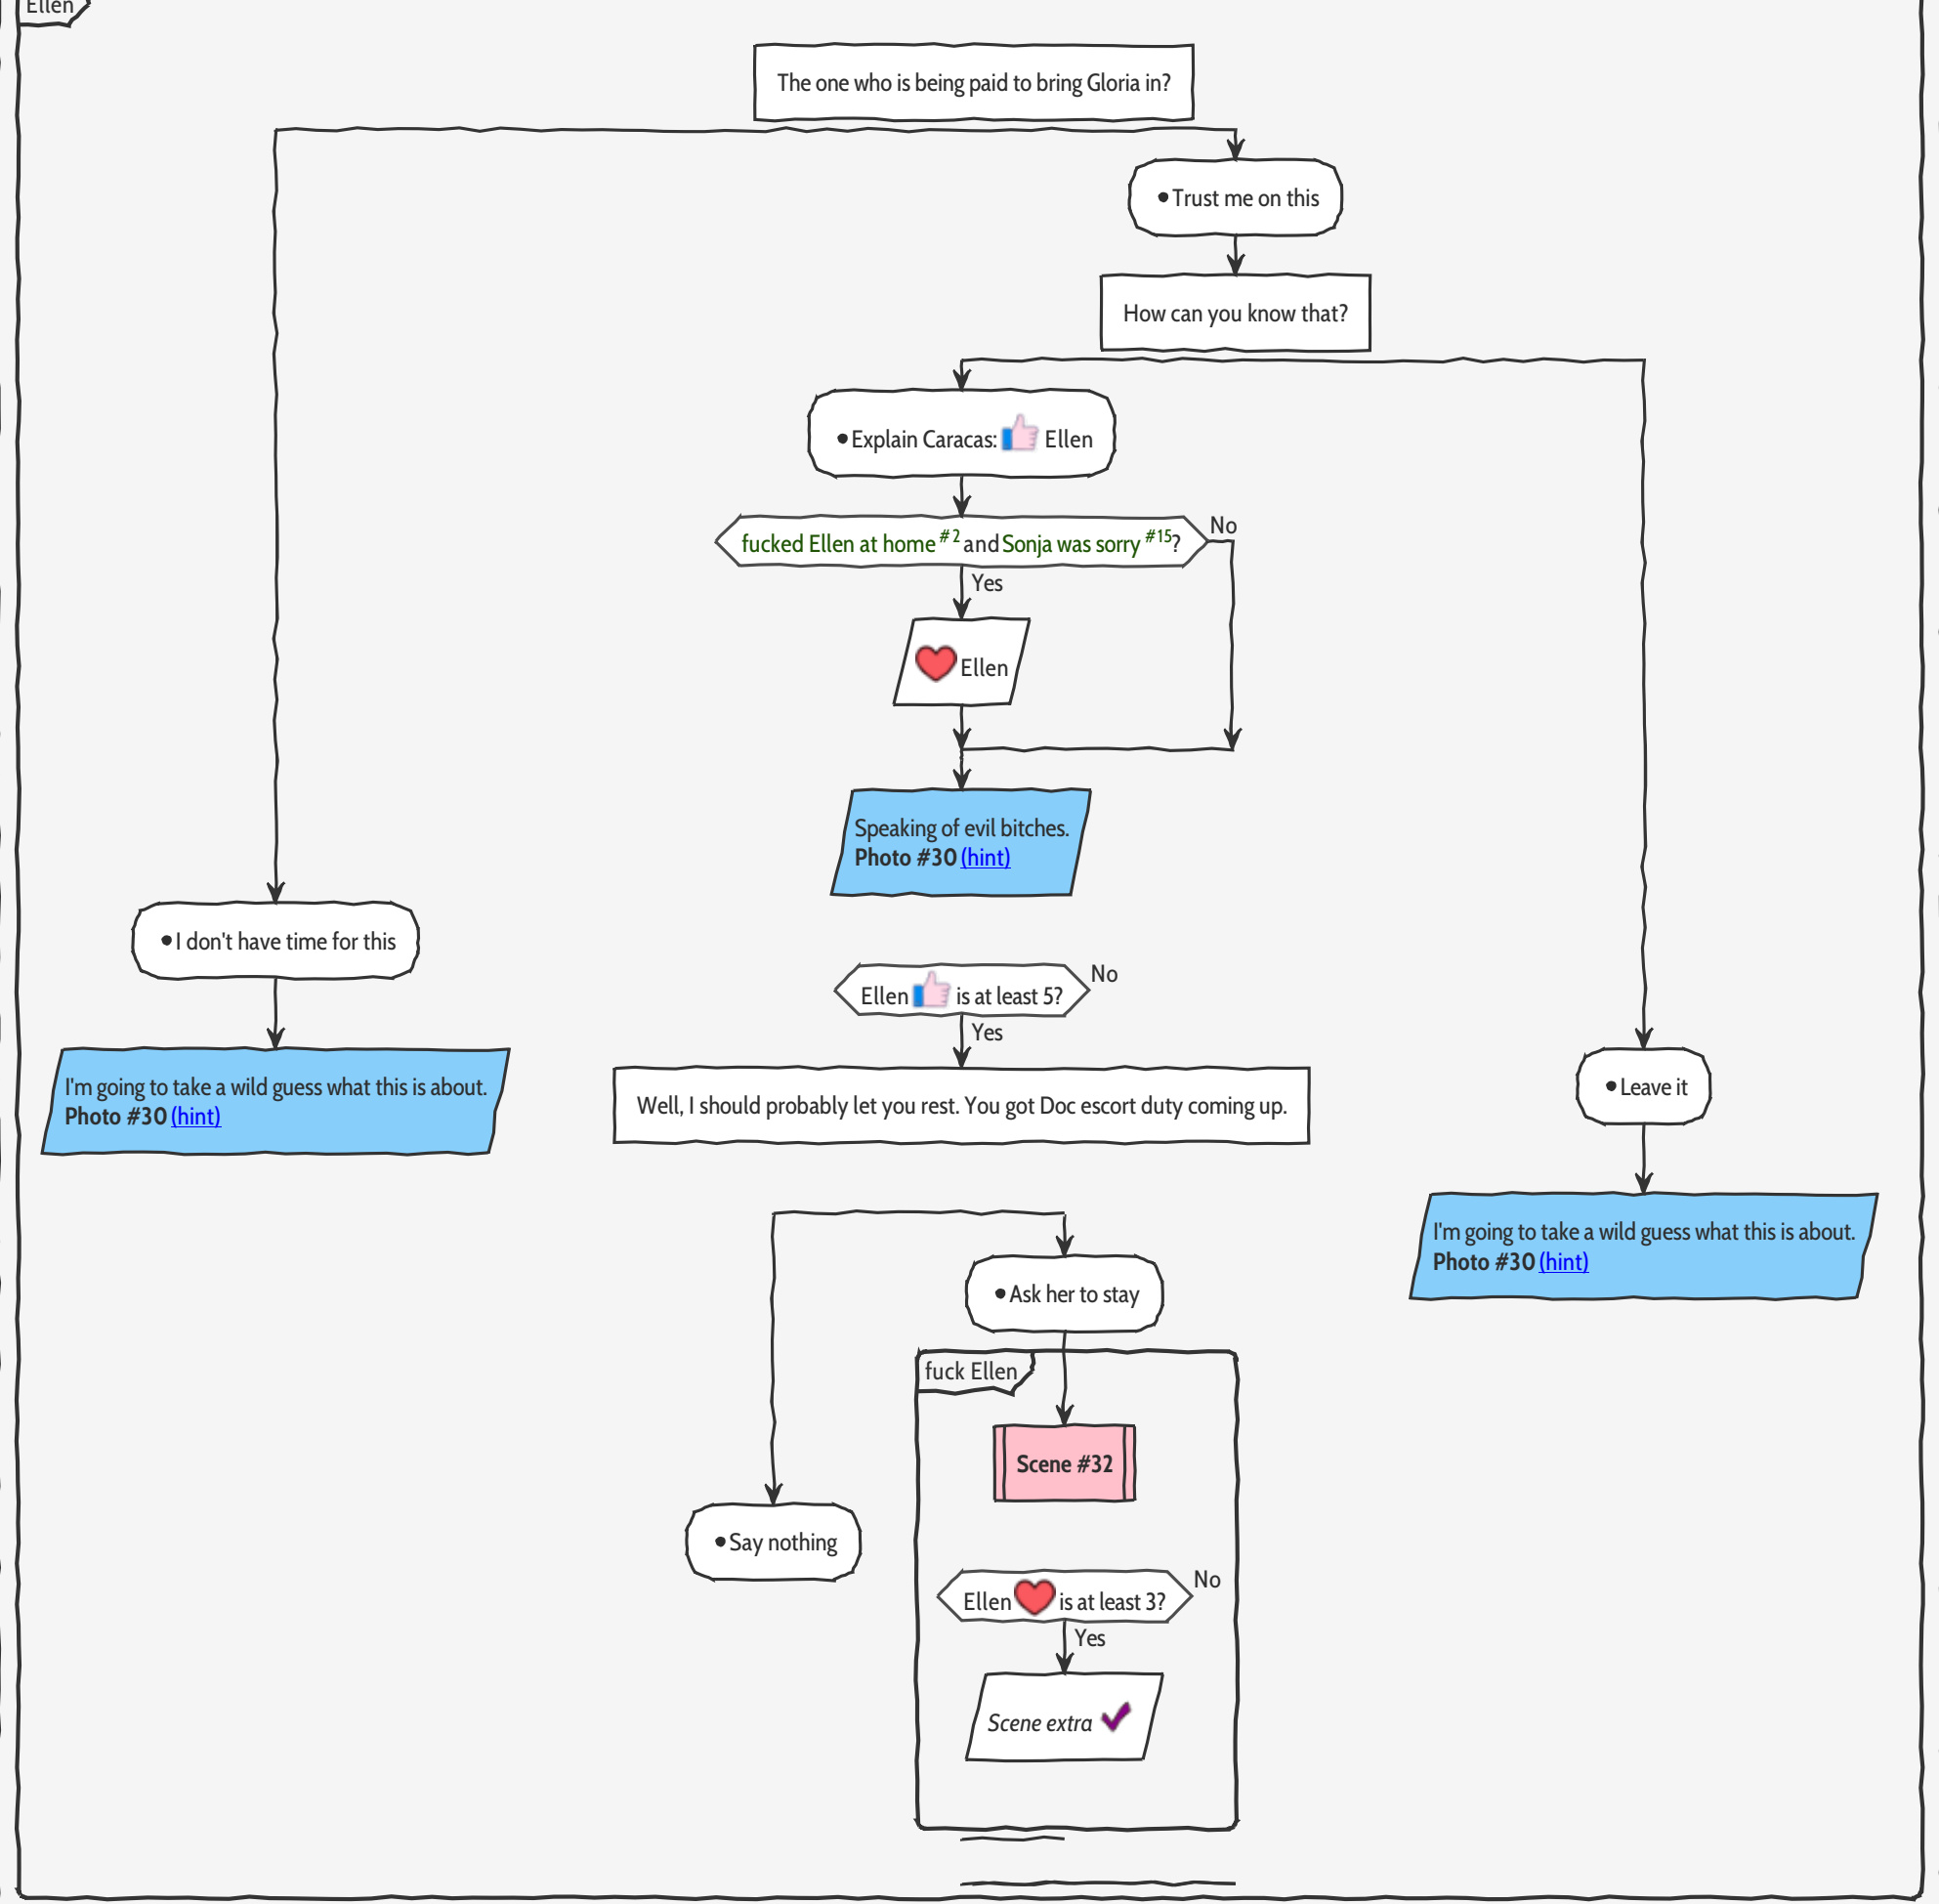 Ellen
The one who is being paid to bring Gloria in?
•Trust me on this
How can you know that?
•Explain Caracas: Ellen
fucked Ellen at home #2 and Sonja was sorry #15?
No
Yes
Ellen
Speaking of evil bitches.
Photo #30 (hint)
•I don't have time for this
I'm going to take a wild guess what this is about.
Photo #30 (hint)
Ellen is at least 5?
No
Yes
Well, I should probably let you rest. You got Doc escort duty coming up.
•Leave it
I'm going to take a wild guess what this is about.
Photo #30 (hint)
•Ask her to stay
fuck Ellen
Scene #32
•Say nothing
Ellen is at least 3?
No
Yes
Scene extra